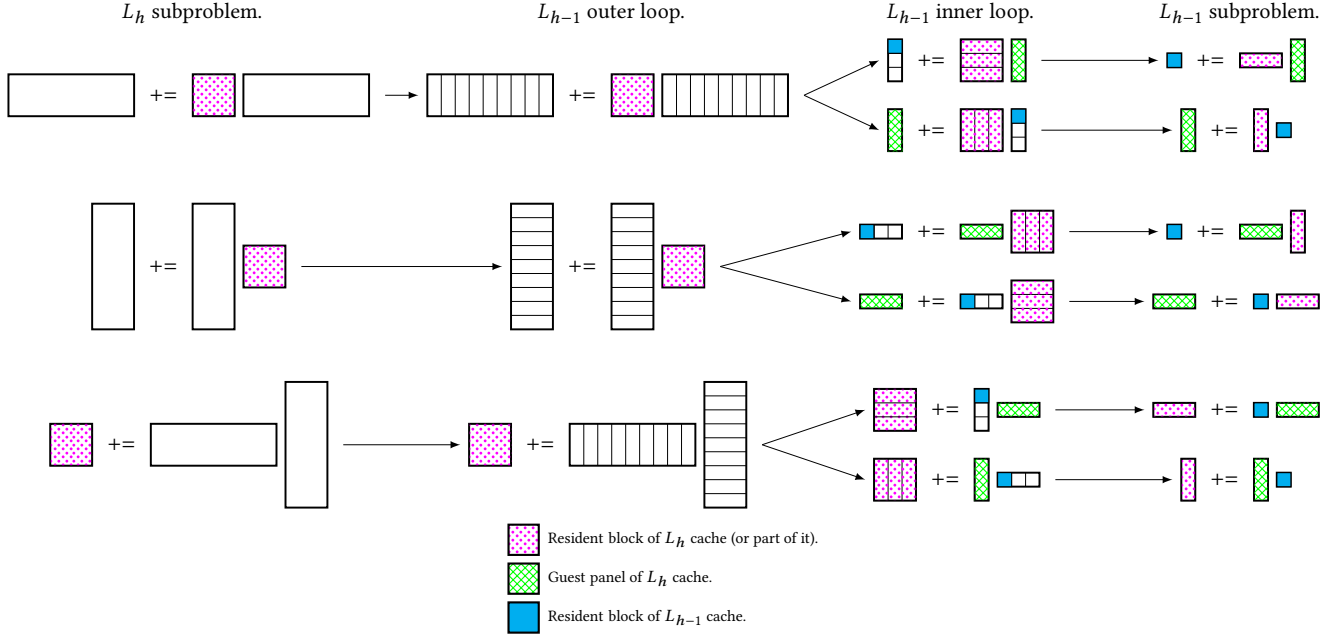 L_h subproblem. L_{h−1} outer loop. L_{h−1} inner loop. L_{h−1} subproblem.
+= += += +=
+= +=
+= += += +=
+= +=
+= += += +=
+= +=
Resident block of L_h cache (or part of it).
Guest panel of L_h cache.
Resident block of L_{h−1} cache.